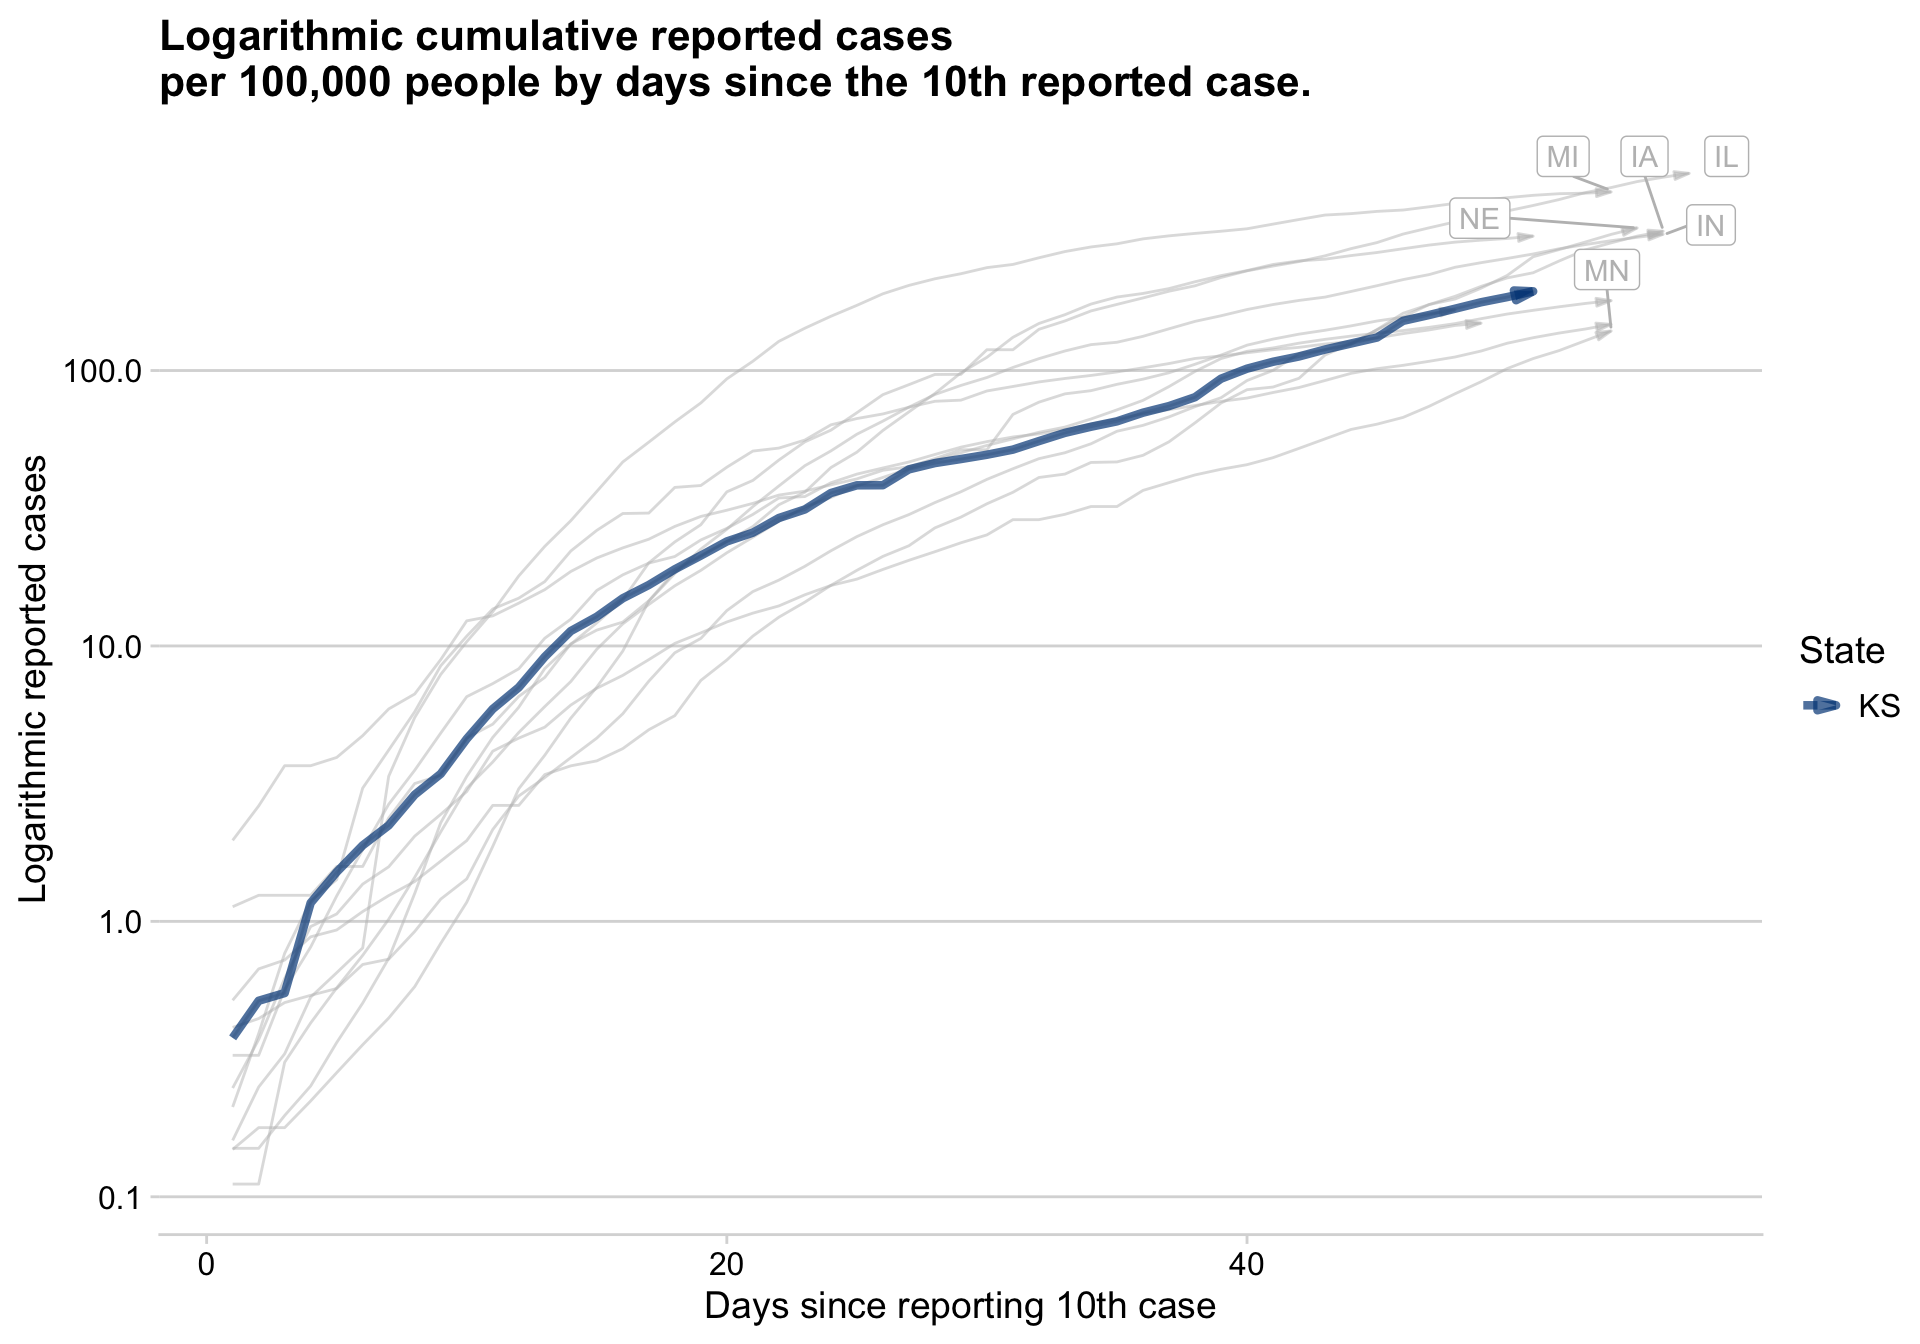 Logarithmic cumulative reported cases
per 100,000 people by days since the 10th reported case.
MI
IA
IL
NE
IN
MN
100.0
10.0
1.0
0.1
Logarithmic reported cases
0
20
40
Days since reporting 10th case
State
KS